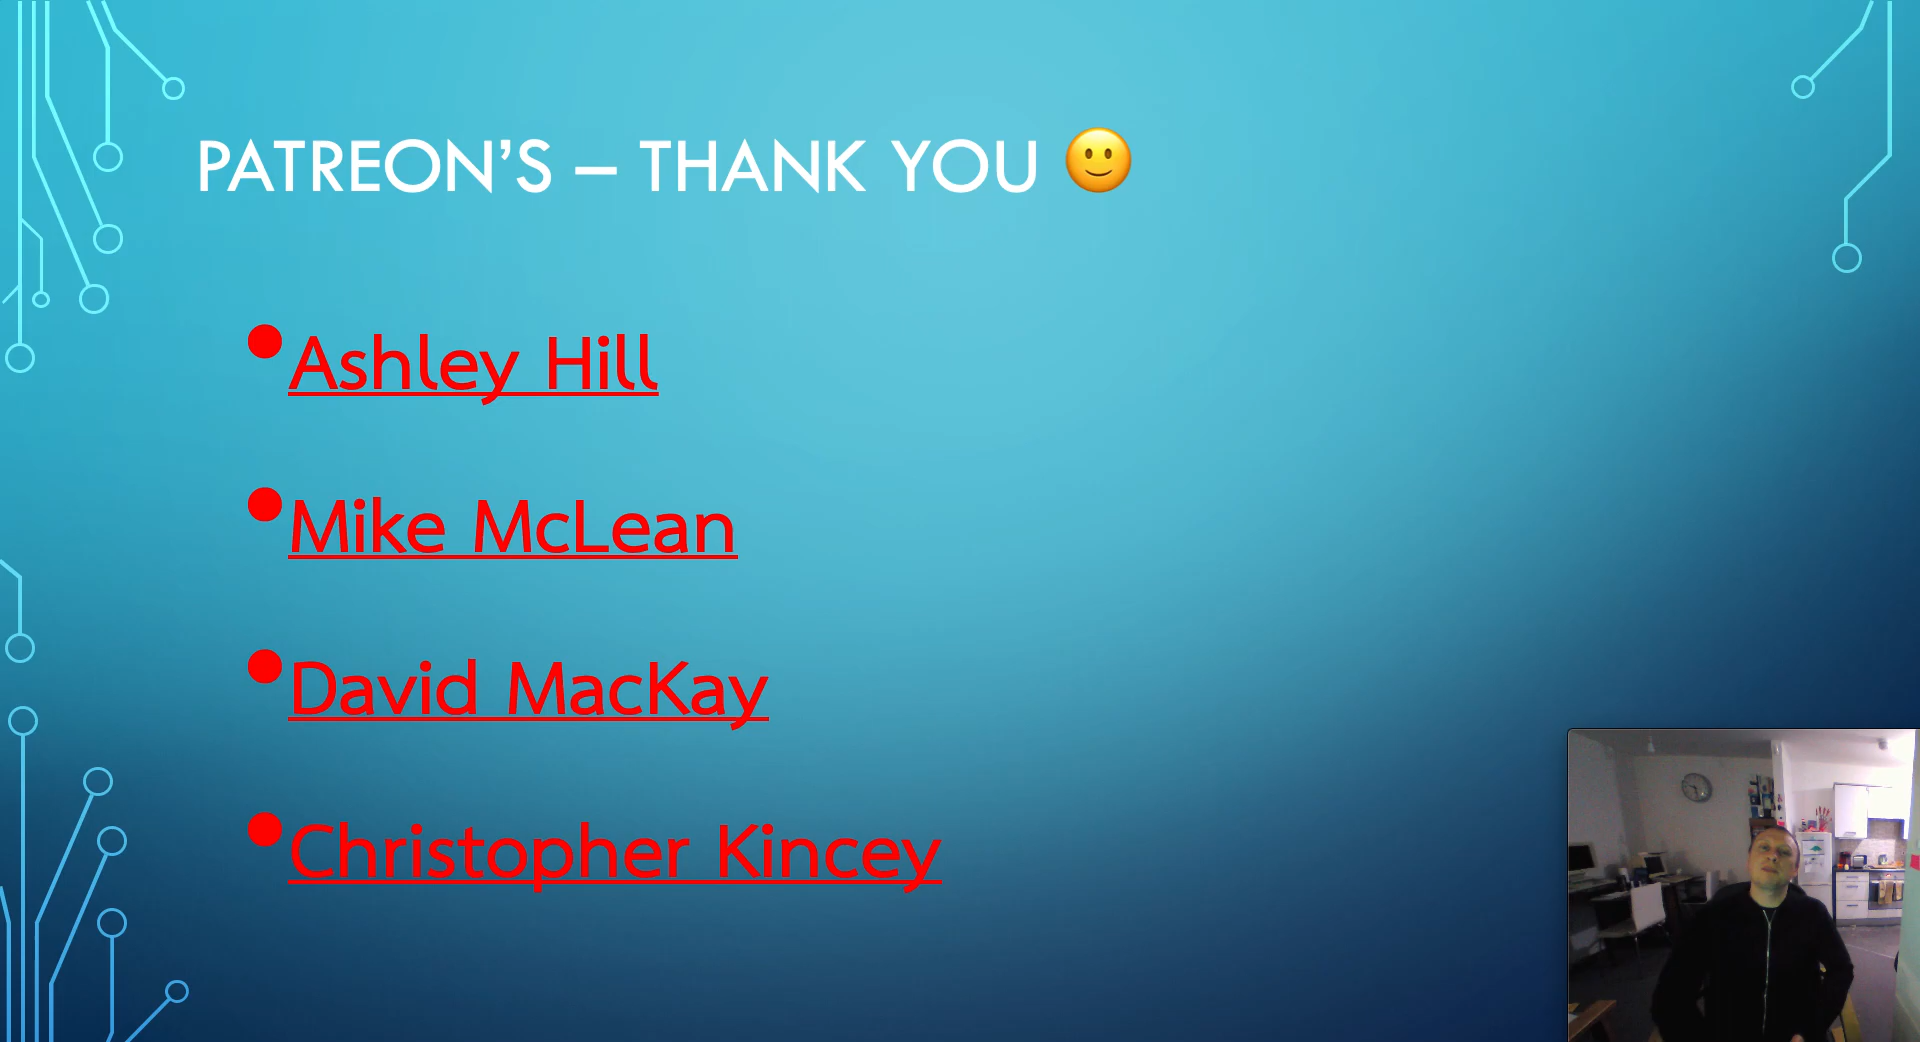 PATREON’S – THANK YOU 🙂
• Ashley Hill
• Mike McLean
• David MacKay
• Christopher Kincey